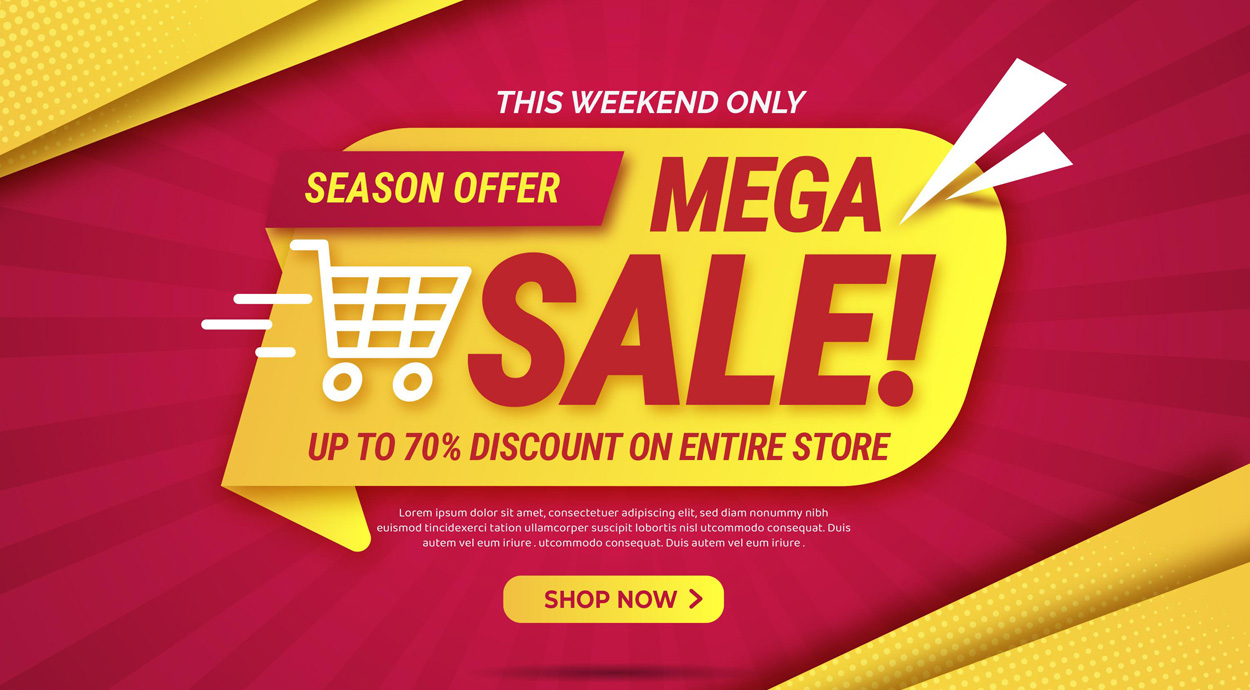 THIS WEEKEND ONLY
SEASON OFFER
MEGA
SALE!
UP TO 70% DISCOUNT ON ENTIRE STORE
Lorem ipsum dolor sit amet, consectetuer adipiscing elit, sed diam nonummy nibh
euismod tincidexerci tation ullamcorper suscipit lobortis nisl utcommodo consequat. Duis
autem vel eum iriure . utcommodo consequat. Duis autem vel eum iriure .
SHOP NOW